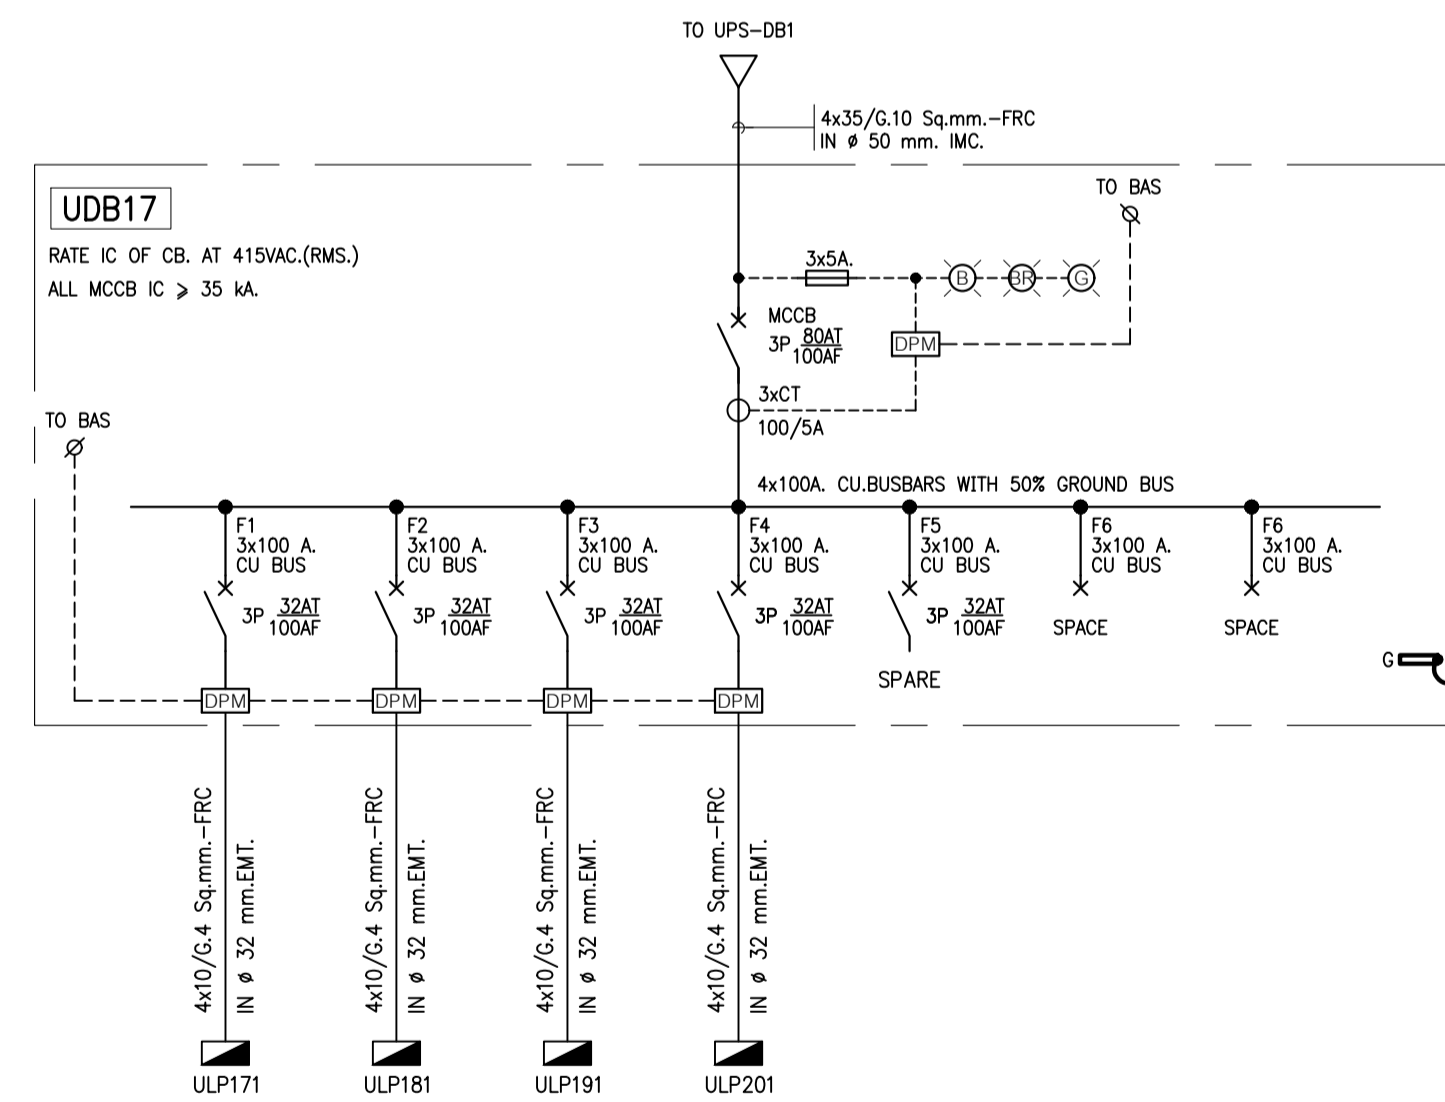 TO UPS-DB1
4x35/G.10 Sq.mm.-FRC
IN ø 50 mm. IMC.
UDB17
RATE IC OF CB. AT 415VAC.(RMS.)
ALL MCCB IC ⩾ 35 kA.
TO BAS
3x5A.
B
BR
G
MCCB
3P 80AT
100AF
DPM
3xCT
100/5A
TO BAS
4x100A. CU.BUSBARS WITH 50% GROUND BUS
F1
3x100 A.
CU BUS
3P 32AT
100AF
F2
3x100 A.
CU BUS
3P 32AT
100AF
F3
3x100 A.
CU BUS
3P 32AT
100AF
F4
3x100 A.
CU BUS
3P 32AT
100AF
F5
3x100 A.
CU BUS
3P 32AT
100AF
SPARE
F6
3x100 A.
CU BUS
SPACE
F6
3x100 A.
CU BUS
SPACE
G
DPM
DPM
DPM
DPM
4x10/G.4 Sq.mm.-FRC
IN ø 32 mm.EMT.
4x10/G.4 Sq.mm.-FRC
IN ø 32 mm.EMT.
4x10/G.4 Sq.mm.-FRC
IN ø 32 mm.EMT.
4x10/G.4 Sq.mm.-FRC
IN ø 32 mm.EMT.
ULP171
ULP181
ULP191
ULP201